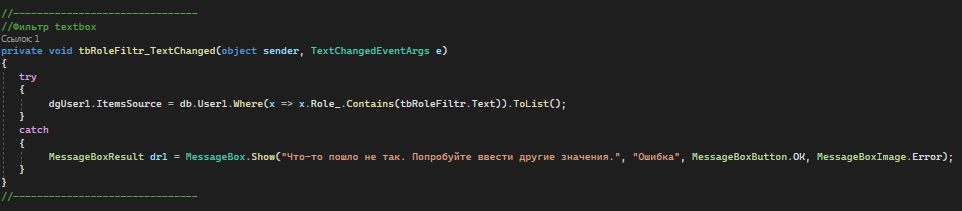 //-------------------------------
//Фильтр textbox
Ссылок: 1
private void tbRoleFiltr_TextChanged(object sender, TextChangedEventArgs e)
{
try
{
dgUser1.ItemsSource = db.User1.Where(x => x.Role_.Contains(tbRoleFiltr.Text)).ToList();
}
catch
{
MessageBoxResult dr1 = MessageBox.Show("Что-то пошло не так. Попробуйте ввести другие значения.", "Ошибка", MessageBoxButton.OK, MessageBoxImage.Error);
}
}
//-------------------------------